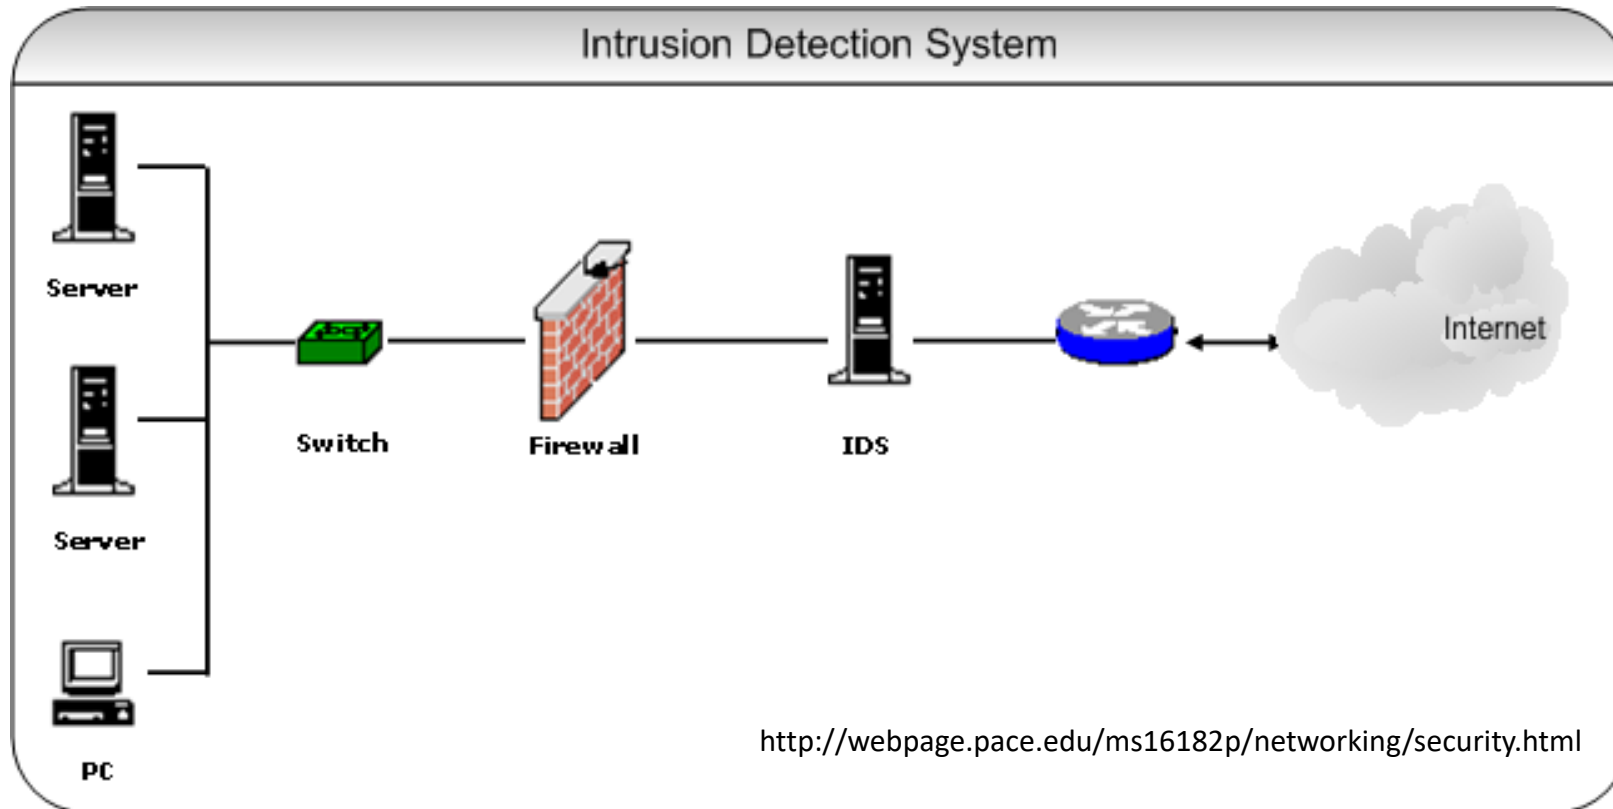 Intrusion Detection System
Server
Internet
Switch
Firewall
IDS
Server
http://webpage.pace.edu/ms16182p/networking/security.html
PC